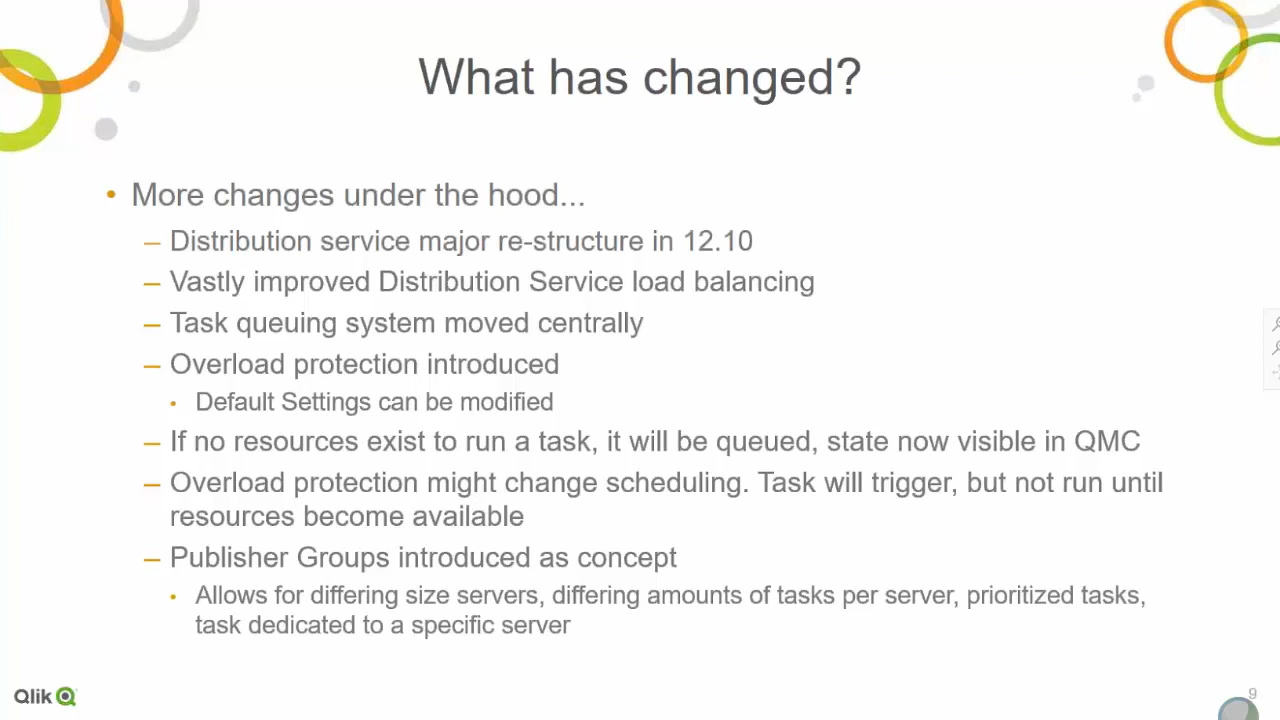 What has changed?
• More changes under the hood...
– Distribution service major re-structure in 12.10
– Vastly improved Distribution Service load balancing
– Task queuing system moved centrally
– Overload protection introduced
• Default Settings can be modified
– If no resources exist to run a task, it will be queued, state now visible in QMC
– Overload protection might change scheduling. Task will trigger, but not run until
resources become available
– Publisher Groups introduced as concept
• Allows for differing size servers, differing amounts of tasks per server, prioritized tasks,
task dedicated to a specific server
Qlik
9